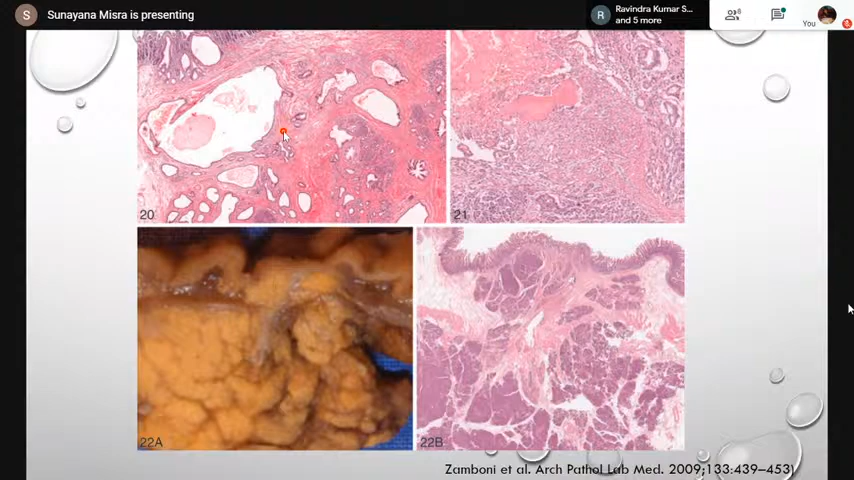 S Sunayana Misra is presenting
R Ravindra Kumar S...
and 5 more
6
You
20
21
22A
22B
Zamboni et al. Arch Pathol Lab Med. 2009;133:439–453)